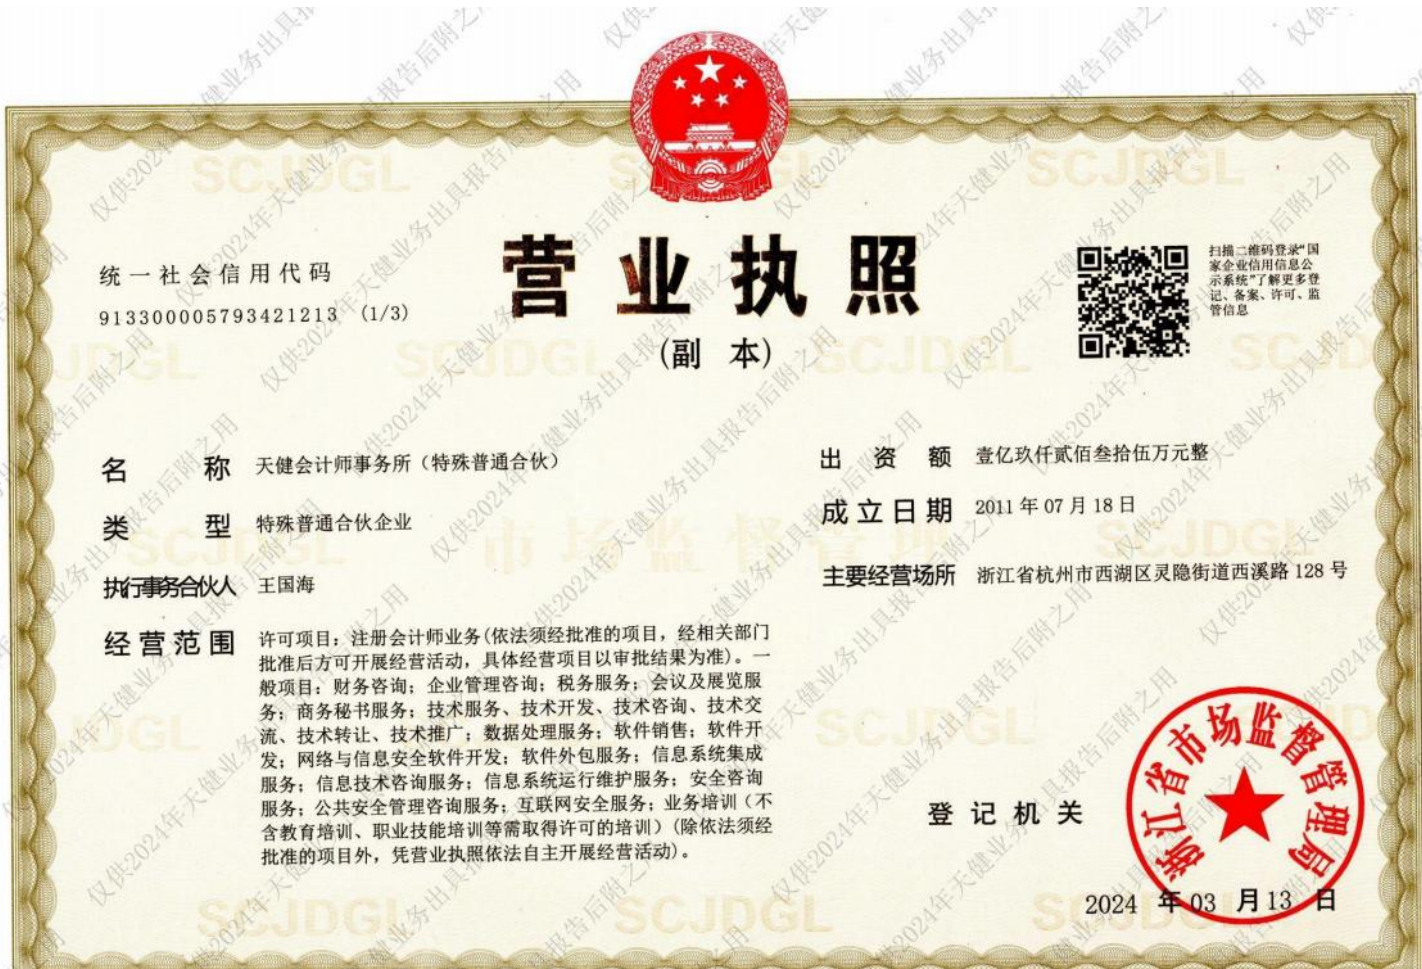 营业执照
(副 本)
统一社会信用代码
913300005793421213 (1/3)
扫描二维码登录“国
家企业信用信息公
示系统”了解更多登
记、备案、许可、监
管信息
名 称 天健会计师事务所（特殊普通合伙）
类 型 特殊普通合伙企业
执行事务合伙人 王国海
经营范围 许可项目：注册会计师业务(依法须经批准的项目，经相关部门
批准后方可开展经营活动，具体经营项目以审批结果为准)。一
般项目：财务咨询；企业管理咨询；税务服务；会议及展览服
务；商务秘书服务；技术服务、技术开发、技术咨询、技术交
流、技术转让、技术推广；数据处理服务；软件销售；软件开
发；网络与信息安全软件开发；软件外包服务；信息系统集成
服务；信息技术咨询服务；信息系统运行维护服务；安全咨询
服务；公共安全管理咨询服务；互联网安全服务；业务培训（不
含教育培训、职业技能培训等需取得许可的培训）(除依法须经
批准的项目外，凭营业执照依法自主开展经营活动)。
出 资 额 壹亿玖仟贰佰叁拾伍万元整
成立日期 2011年07月18日
主要经营场所 浙江省杭州市西湖区灵隐街道西溪路128号
登记机关
浙江省市场监督管理局
2024 年 03 月 13 日
市场监督管理
SCJDGL
仅供2024年天健业务出具报告后附之用